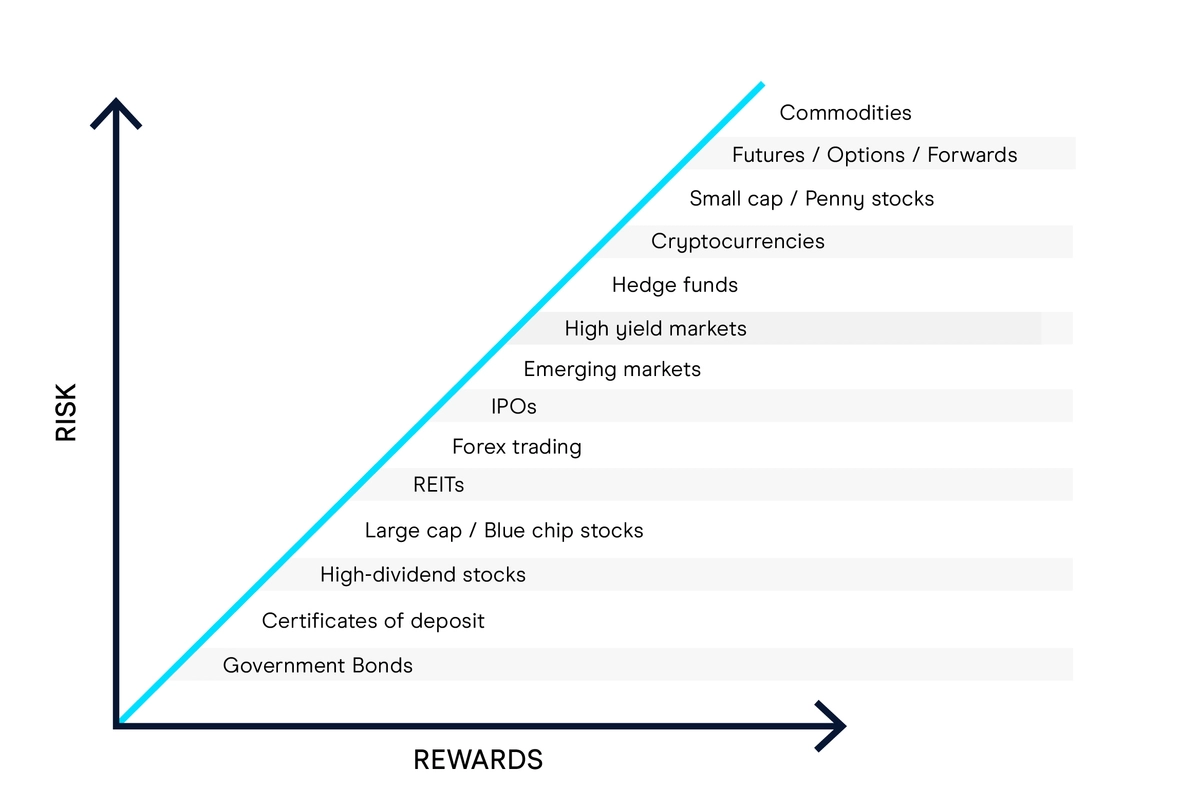 Commodities
Futures / Options / Forwards
Small cap / Penny stocks
Cryptocurrencies
Hedge funds
High yield markets
Emerging markets
IPOs
Forex trading
REITs
Large cap / Blue chip stocks
High-dividend stocks
Certificates of deposit
Government Bonds
RISK
REWARDS